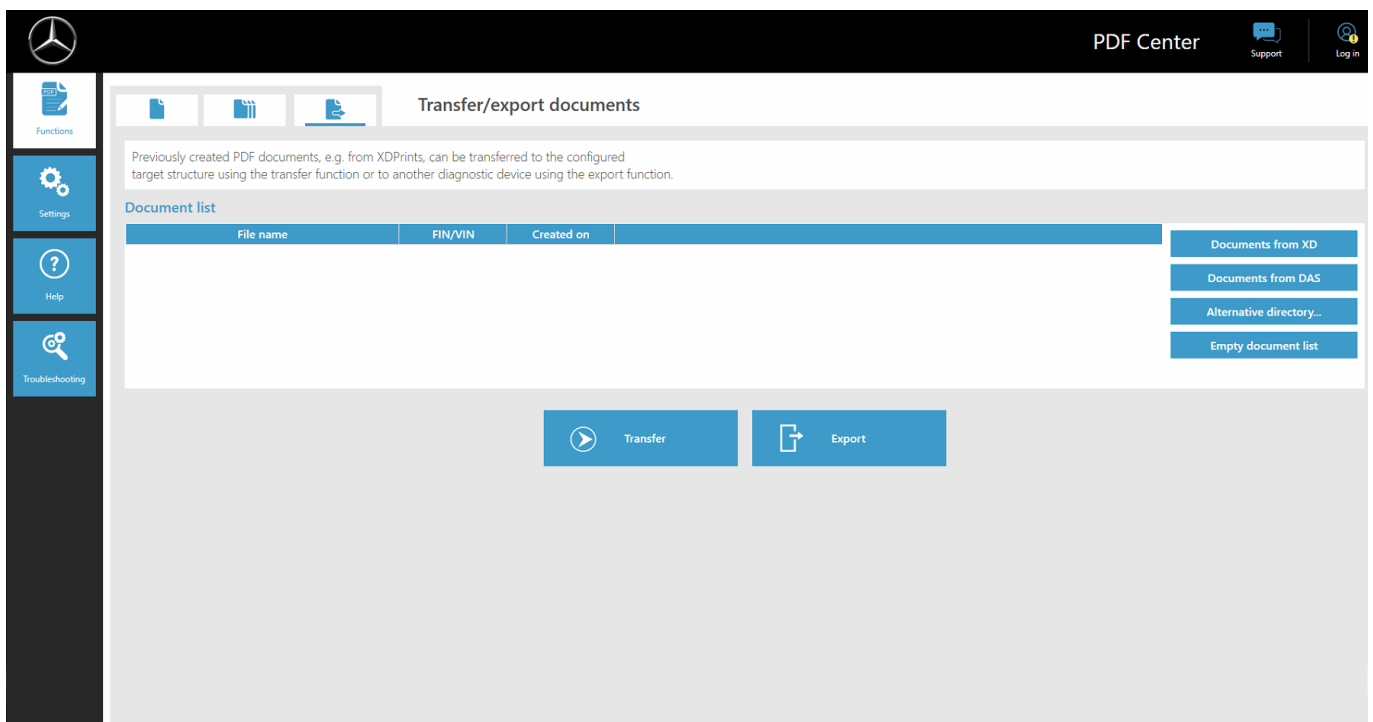 PDF Center
Support
Log in
PDF
Functions
Transfer/export documents
Previously created PDF documents, e.g. from XDPrints, can be transferred to the configured
target structure using the transfer function or to another diagnostic device using the export function.
Settings
Document list
File name FIN/VIN Created on
Documents from XD
Documents from DAS
Help
Alternative directory...
Empty document list
Troubleshooting
Transfer
Export